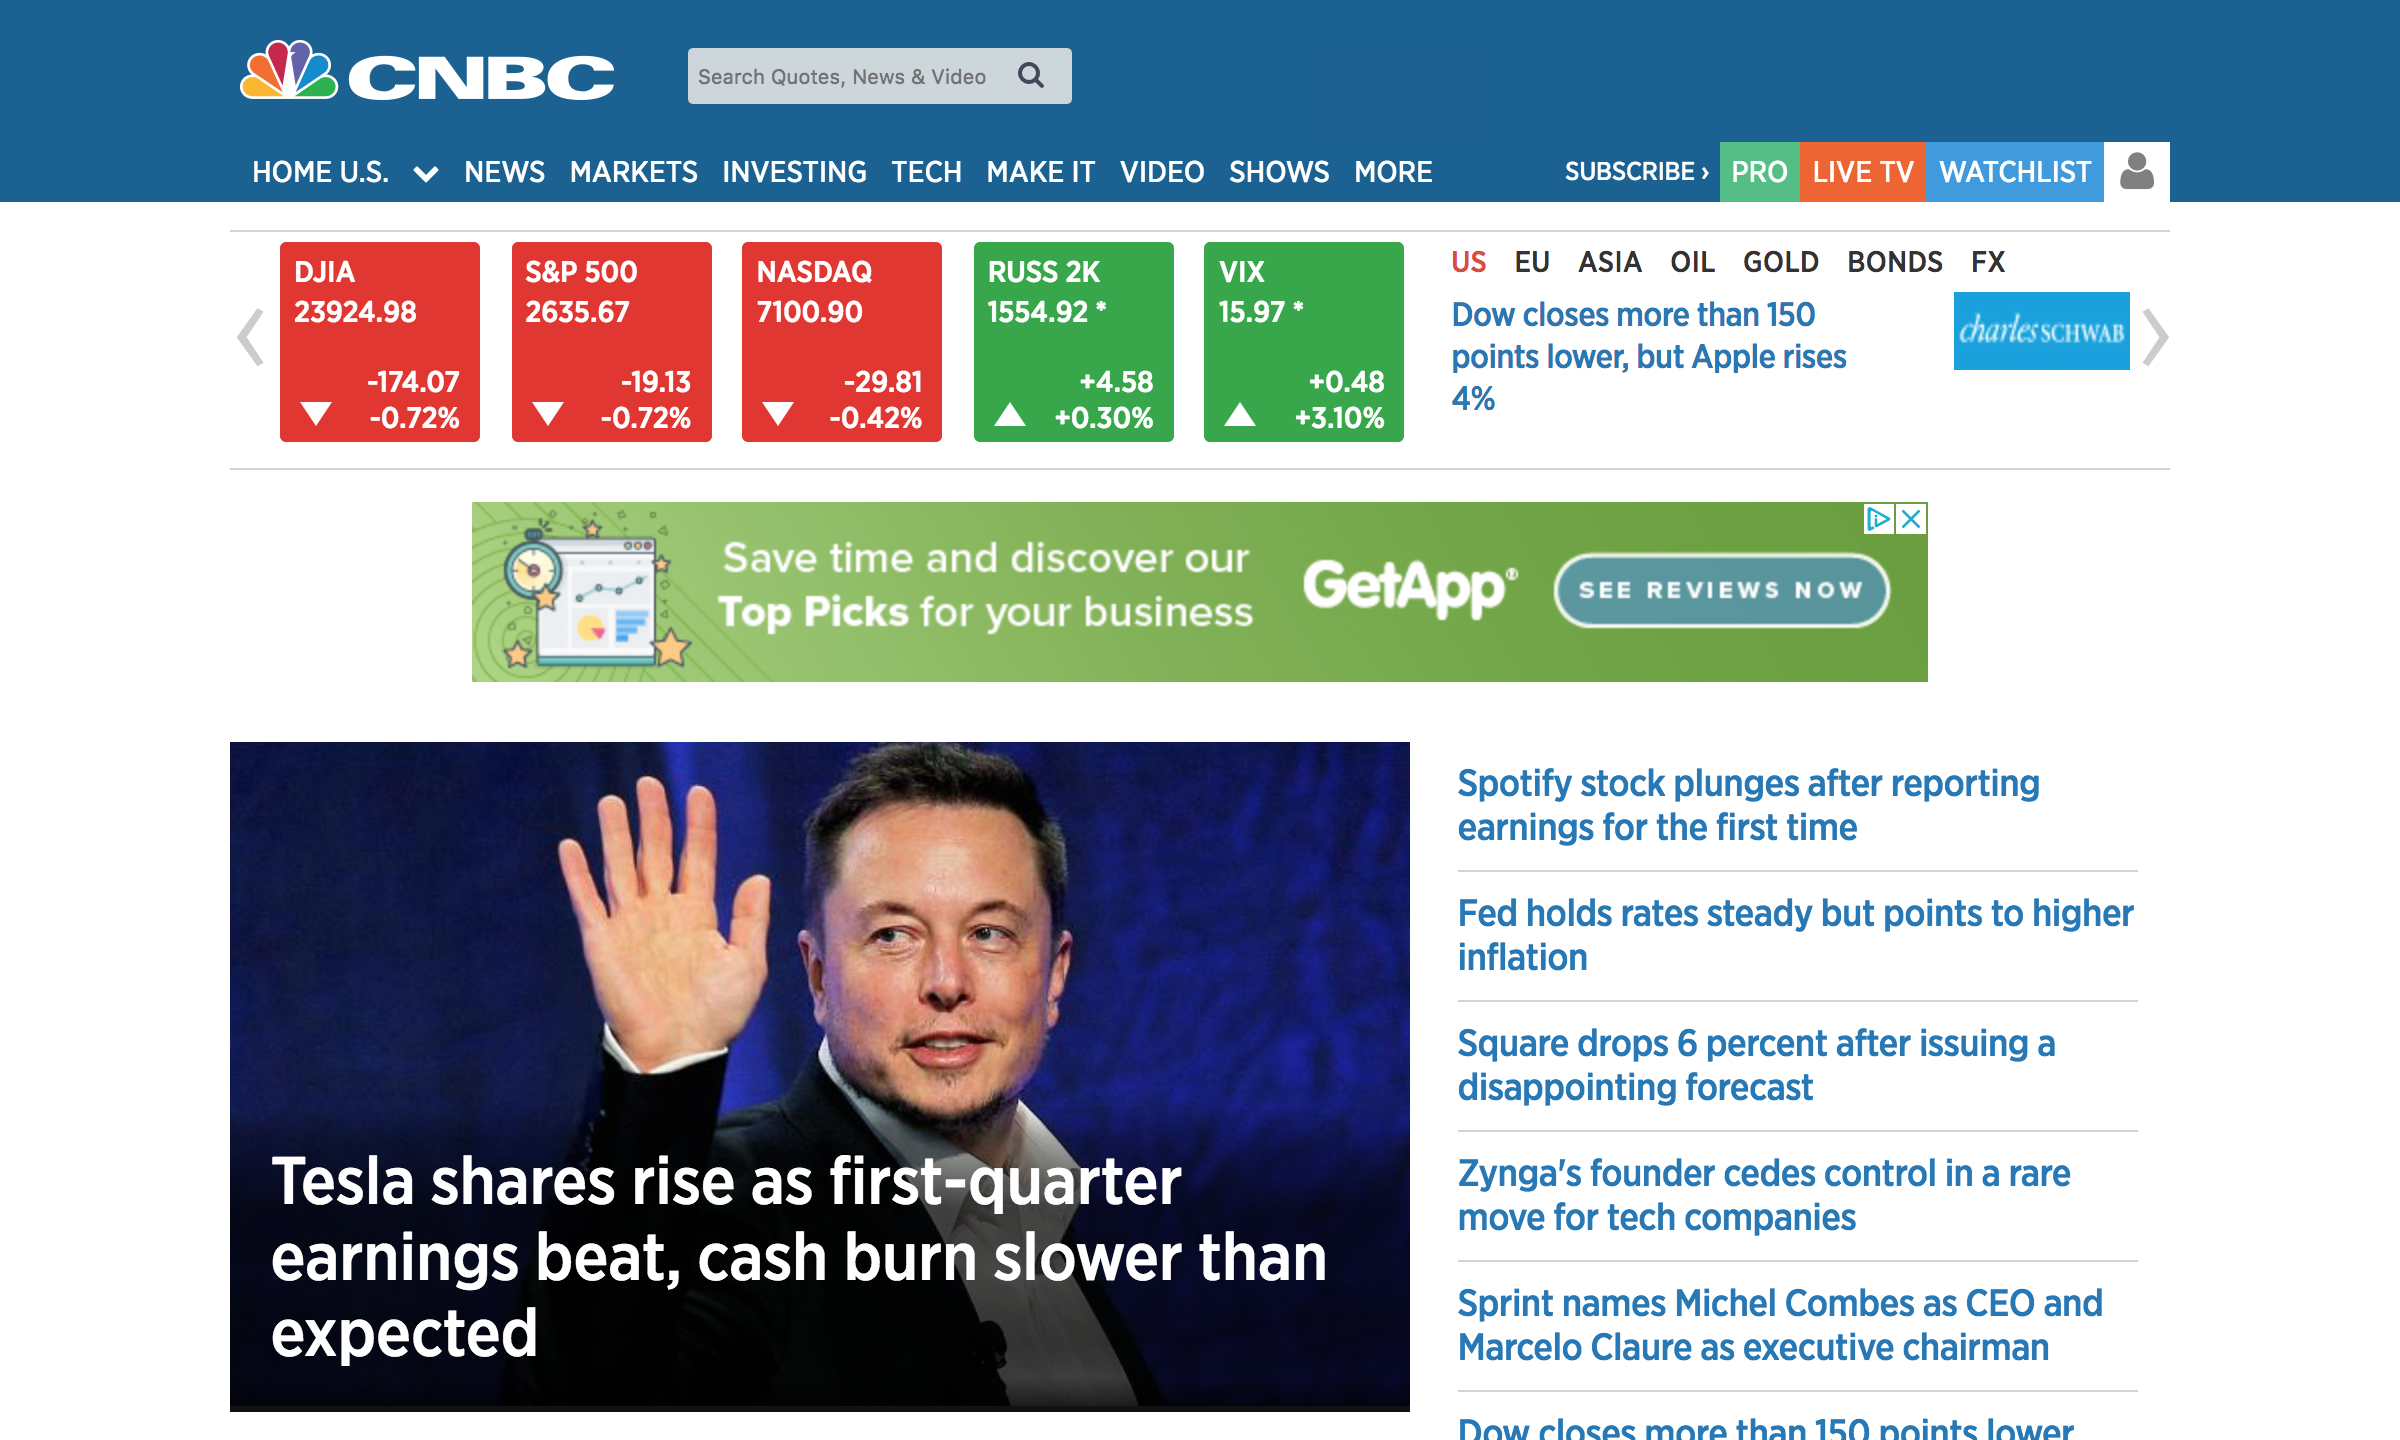 CNBC
Search Quotes, News & Video
HOME U.S. NEWS MARKETS INVESTING TECH MAKE IT VIDEO SHOWS MORE
SUBSCRIBE › PRO LIVE TV WATCHLIST
DJIA
23924.98
-174.07
-0.72%
S&P 500
2635.67
-19.13
-0.72%
NASDAQ
7100.90
-29.81
-0.42%
RUSS 2K
1554.92 *
+4.58
+0.30%
VIX
15.97 *
+0.48
+3.10%
US EU ASIA OIL GOLD BONDS FX
Dow closes more than 150
points lower, but Apple rises
4%
charles SCHWAB
Save time and discover our
Top Picks for your business
GetApp®
SEE REVIEWS NOW
Tesla shares rise as first-quarter
earnings beat, cash burn slower than
expected
Spotify stock plunges after reporting
earnings for the first time
Fed holds rates steady but points to higher
inflation
Square drops 6 percent after issuing a
disappointing forecast
Zynga's founder cedes control in a rare
move for tech companies
Sprint names Michel Combes as CEO and
Marcelo Claure as executive chairman
Dow closes more than 150 points lower